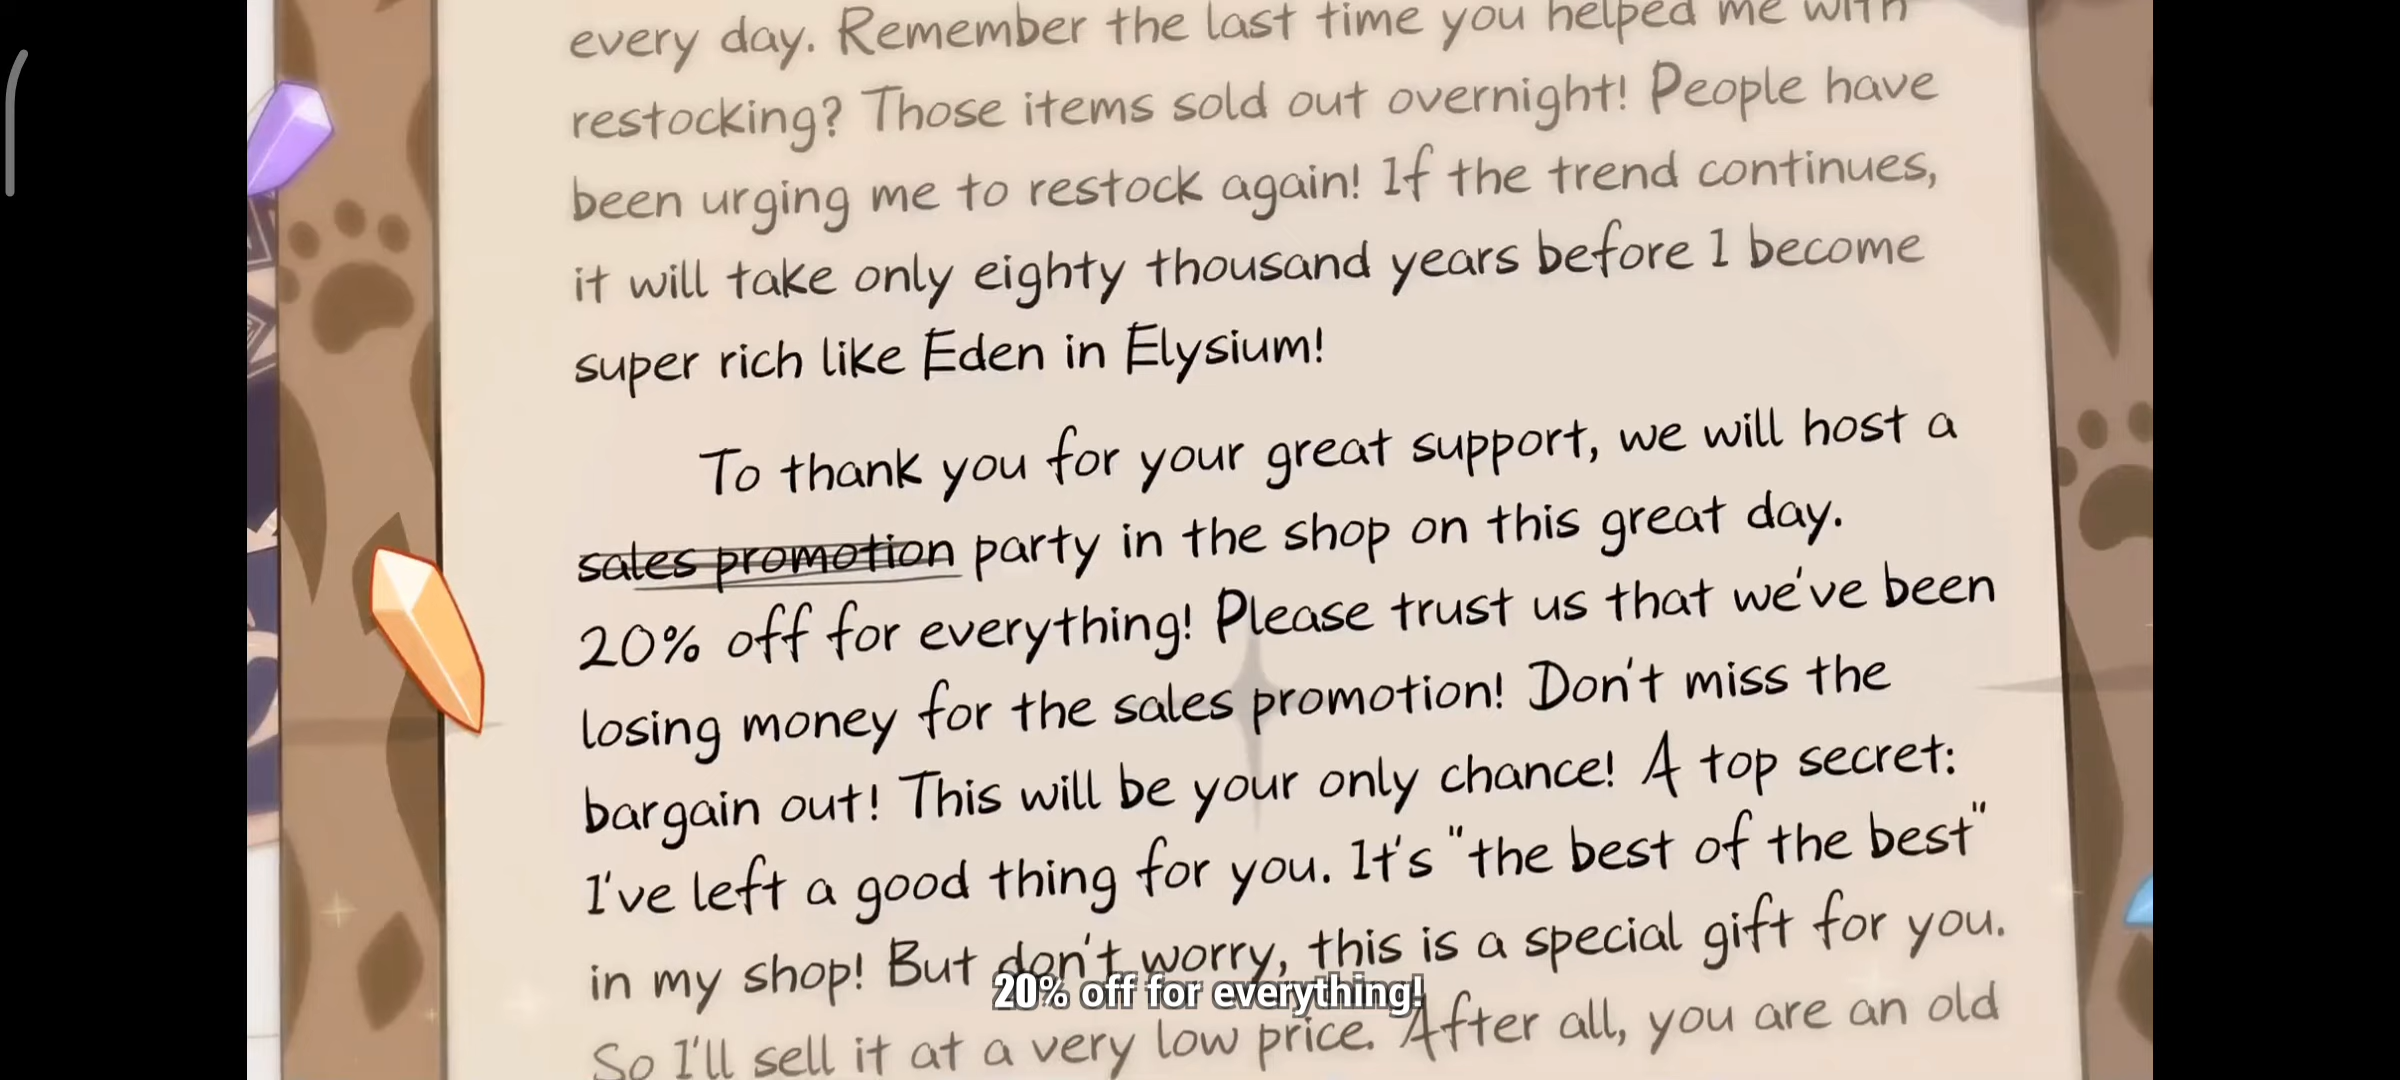 every day. Remember the last time you helped me with
restocking? Those items sold out overnight! People have
been urging me to restock again! If the trend continues,
it will take only eighty thousand years before I become
super rich like Eden in Elysium!
To thank you for your great support, we will host a
sales promotion party in the shop on this great day.
20% off for everything! Please trust us that we've been
losing money for the sales promotion! Don't miss the
bargain out! This will be your only chance! A top secret:
I've left a good thing for you. It's "the best of the best"
in my shop! But don't worry, this is a special gift for you.
20% off for everything!
So I'll sell it at a very low price. After all, you are an old